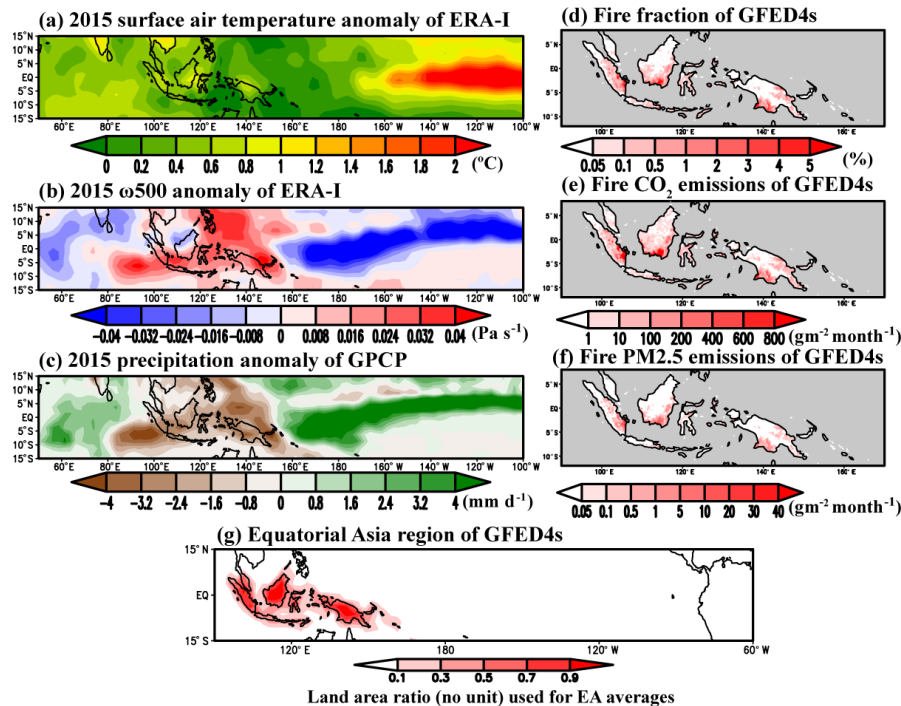 (a) 2015 surface air temperature anomaly of ERA-I
15°N
10°N
5°N
EQ
5°S
10°S
15°S
60°E 80°E 100°E 120°E 140°E 160°E 180° 160°W 140°W 120°W 100°W
0 0.2 0.4 0.6 0.8 1 1.2 1.4 1.6 1.8 2 (°C)
(b) 2015 ω500 anomaly of ERA-I
15°N
10°N
5°N
EQ
5°S
10°S
15°S
60°E 80°E 100°E 120°E 140°E 160°E 180° 160°W 140°W 120°W 100°W
−0.04 −0.032 −0.024 −0.016 −0.008 0 0.008 0.016 0.024 0.032 0.04 (Pa s⁻¹)
(c) 2015 precipitation anomaly of GPCP
15°N
10°N
5°N
EQ
5°S
10°S
15°S
60°E 80°E 100°E 120°E 140°E 160°E 180° 160°W 140°W 120°W 100°W
−4 −3.2 −2.4 −1.6 −0.8 0 0.8 1.6 2.4 3.2 4 (mm d⁻¹)
(d) Fire fraction of GFED4s
5°N
EQ
5°S
10°S
100°E 120°E 140°E 160°E
0.05 0.1 0.5 1 2 3 4 5 (%)
(e) Fire CO₂ emissions of GFED4s
5°N
EQ
5°S
10°S
100°E 120°E 140°E 160°E
1 10 100 200 400 600 800 (gm⁻² month⁻¹)
(f) Fire PM2.5 emissions of GFED4s
5°N
EQ
5°S
10°S
100°E 120°E 140°E 160°E
0.05 0.1 0.5 1 5 10 20 30 40 (gm⁻² month⁻¹)
(g) Equatorial Asia region of GFED4s
15°N
EQ
15°S
120°E 180° 120°W 60°W
0.1 0.3 0.5 0.7 0.9
Land area ratio (no unit) used for EA averages